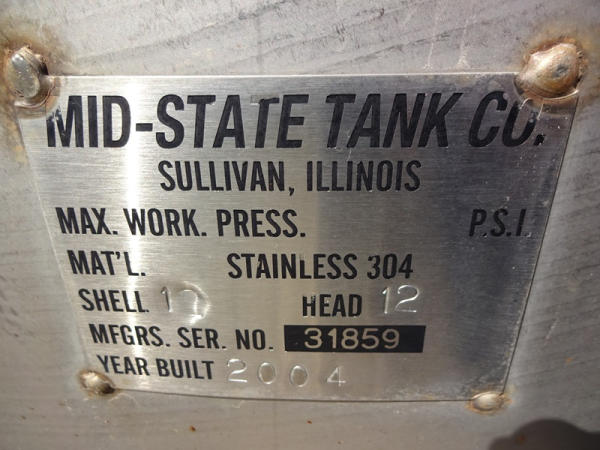 MID-STATE TANK CO.
SULLIVAN, ILLINOIS
MAX. WORK. PRESS. P.S.I.
MAT'L. STAINLESS 304
SHELL HEAD 12
MFGRS. SER. NO. 31859
YEAR BUILT 2004